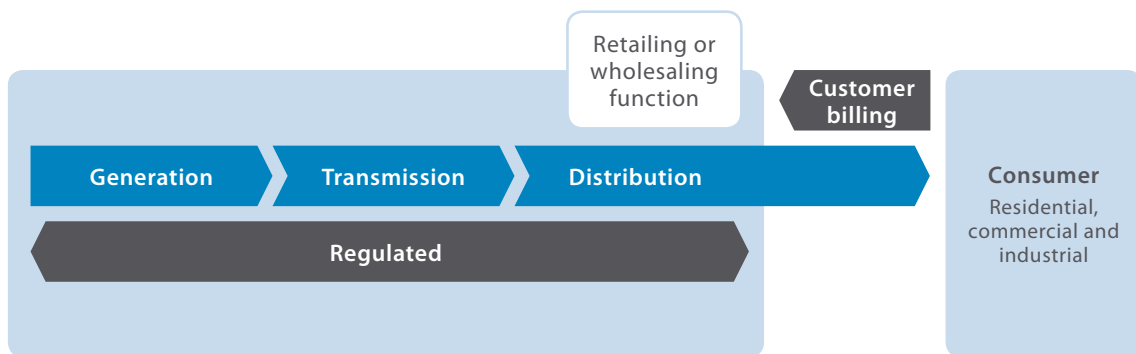 Retailing or
wholesaling
function
Customer
billing
Generation
Transmission
Distribution
Consumer
Residential,
commercial and
industrial
Regulated